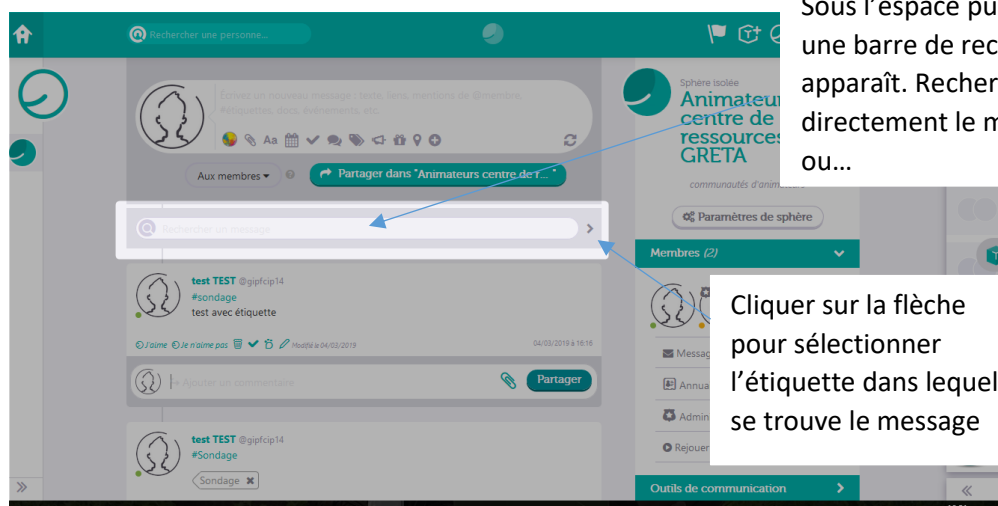 Sous l'espace pu
une barre de rec
apparaît. Recher
directement le m
ou…
Rechercher une personne...
Écrivez un nouveau message : texte, liens, mentions de @membre,
#étiquettes, docs, événements, etc.
Aa
Aux membres
Partager dans "Animateurs centre de r... "
Rechercher un message
Sphère isolée
Animateur
centre de
ressources
GRETA
communautés d'anim
Paramètres de sphère
Membres (2)
test TEST @gipfcip14
#sondage
test avec étiquette
J'aime Je n'aime pas Modifié le 04/03/2019
04/03/2019 à 16:16
Ajouter un commentaire
Partager
test TEST @gipfcip14
#Sondage
Sondage
Cliquer sur la flèche
pour sélectionner
l'étiquette dans lequel
se trouve le message
Messag
Annua
Admin
Rejouer
Outils de communication